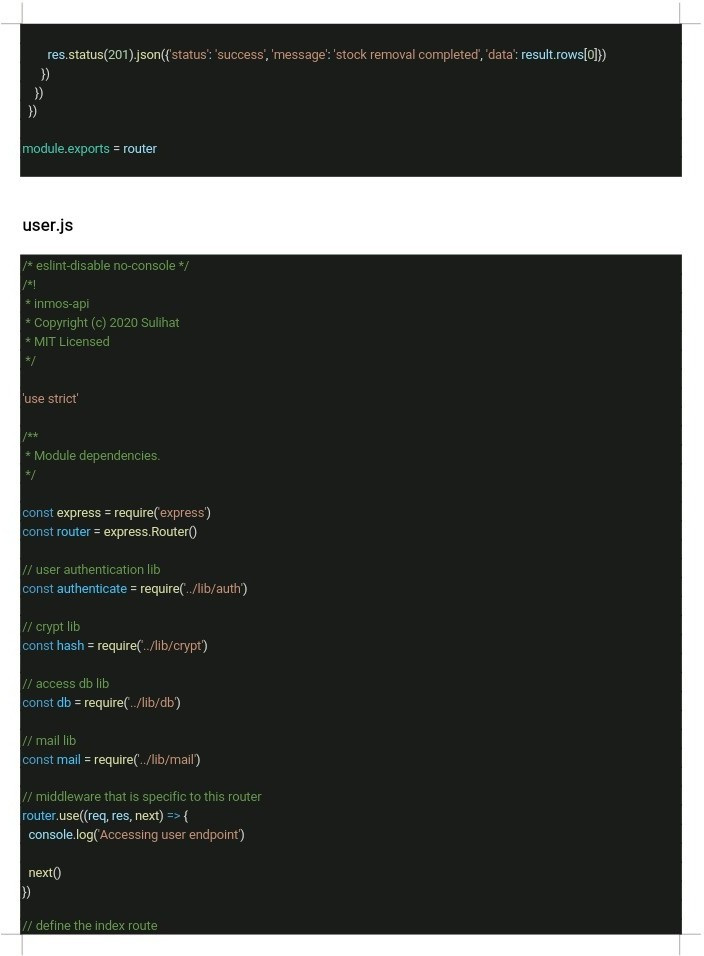 res.status(201).json({'status': 'success', 'message': 'stock removal completed', 'data': result.rows[0]})
})
})
})
module.exports = router
user.js
/* eslint-disable no-console */
/*!
* inmos-api
* Copyright (c) 2020 Sulihat
* MIT Licensed
*/
'use strict'
/**
* Module dependencies.
*/
const express = require('express')
const router = express.Router()
// user authentication lib
const authenticate = require('../lib/auth')
// crypt lib
const hash = require('../lib/crypt')
// access db lib
const db = require('../lib/db')
// mail lib
const mail = require('../lib/mail')
// middleware that is specific to this router
router.use((req, res, next) => {
console.log('Accessing user endpoint')
next()
})
// define the index route